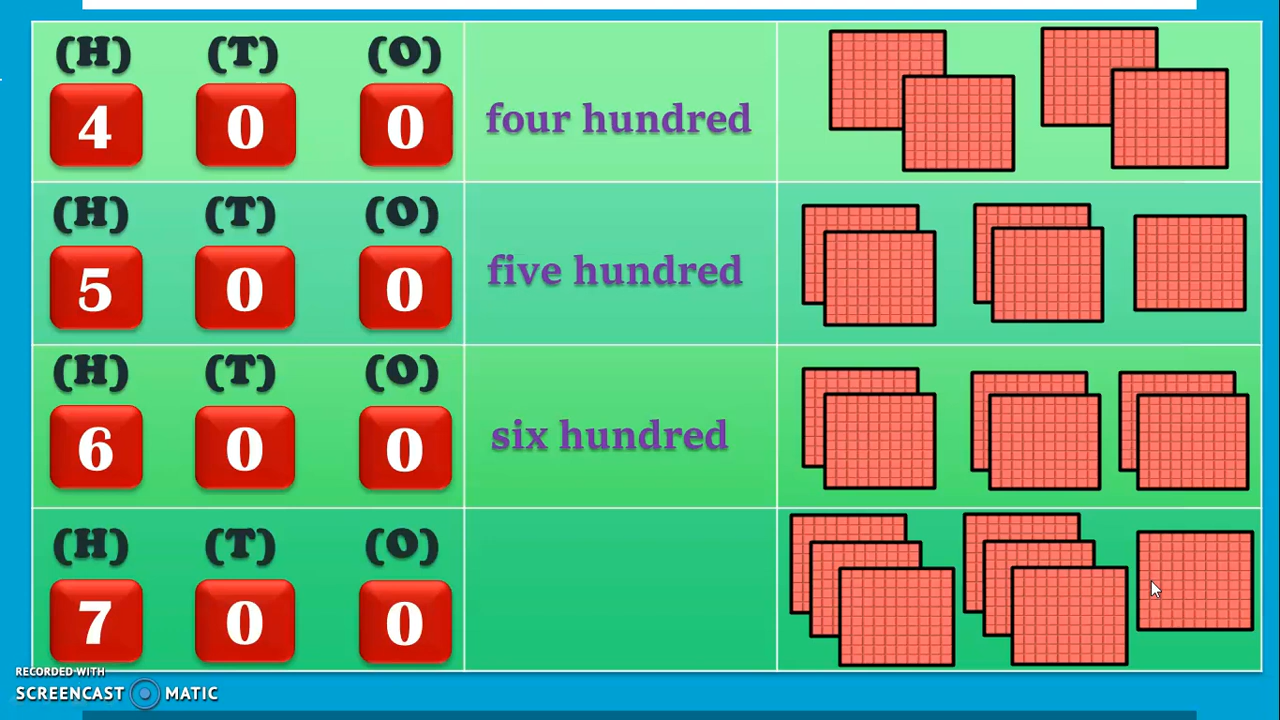 (H) (T) (O)
4 0 0 four hundred
(H) (T) (O)
5 0 0 five hundred
(H) (T) (O)
6 0 0 six hundred
(H) (T) (O)
7 0 0
RECORDED WITH
SCREENCAST MATIC